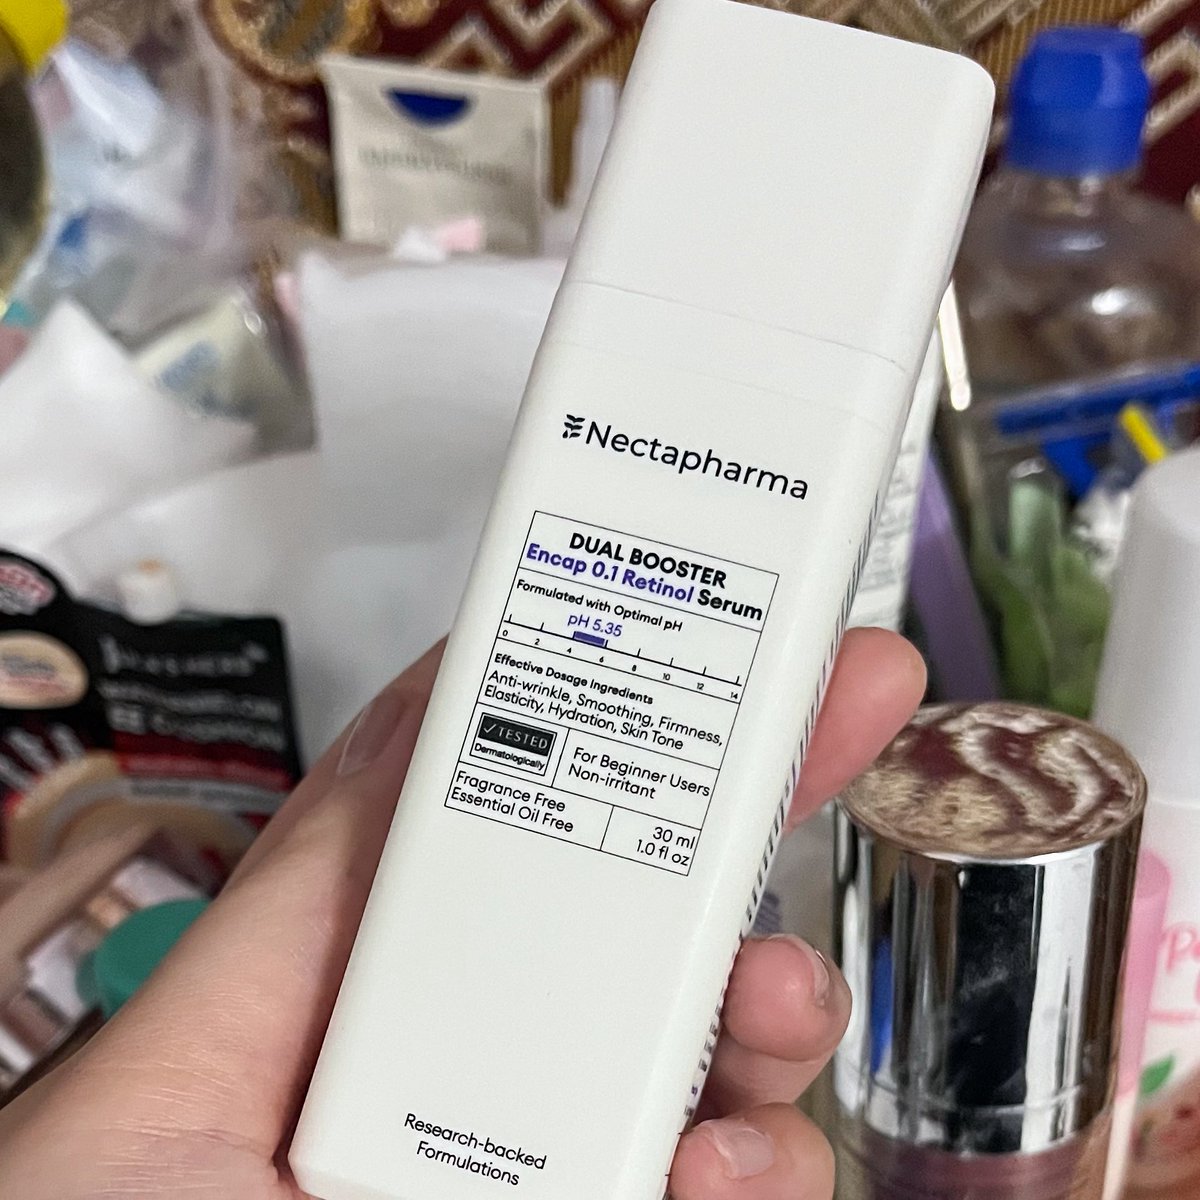 Nectapharma
DUAL BOOSTER
Encap 0.1 Retinol Serum
Formulated with Optimal pH
pH 5.35
0 2 4 6 8 10 12 14
Effective Dosage Ingredients
Anti-wrinkle, Smoothing, Firmness,
Elasticity, Hydration, Skin Tone
✓TESTED
Dermatologically
For Beginner Users
Non-irritant
Fragrance Free
Essential Oil Free
30 ml
1.0 fl oz
Research-backed
Formulations